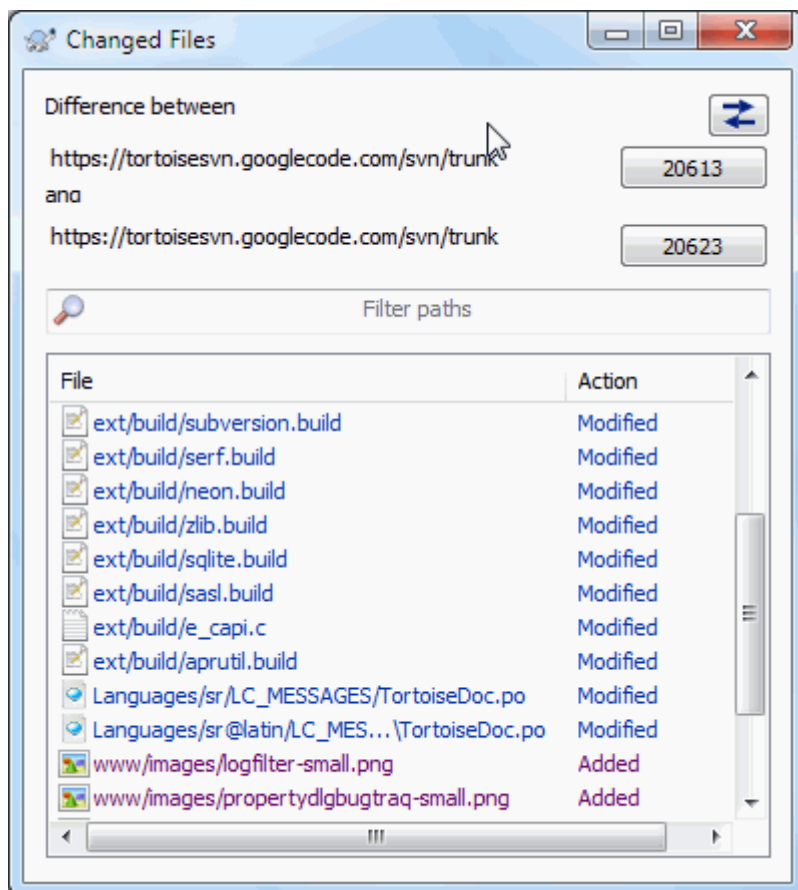 Changed Files
Difference between
https://tortoisesvn.googlecode.com/svn/trunk
20613
and
https://tortoisesvn.googlecode.com/svn/trunk
20623
Filter paths
File Action
ext/build/subversion.build Modified
ext/build/serf.build Modified
ext/build/neon.build Modified
ext/build/zlib.build Modified
ext/build/sqlite.build Modified
ext/build/sasl.build Modified
ext/build/e_capi.c Modified
ext/build/aprutil.build Modified
Languages/sr/LC_MESSAGES/TortoiseDoc.po Modified
Languages/sr@latin/LC_MES...\TortoiseDoc.po Modified
www/images/logfilter-small.png Added
www/images/propertydlgbugtraq-small.png Added